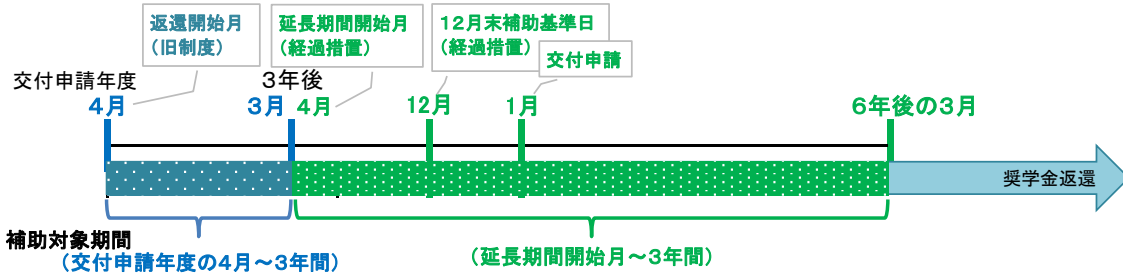 返還開始月
（旧制度）
延長期間開始月
（経過措置）
12月末補助基準日
（経過措置）
交付申請
交付申請年度
3年後
4月
3月
4月
12月
1月
6年後の3月
奨学金返還
補助対象期間
（交付申請年度の4月～3年間）
（延長期間開始月～3年間）